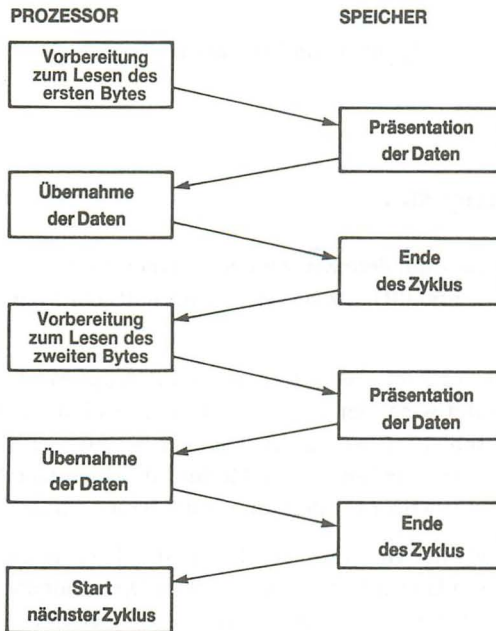 PROZESSOR
SPEICHER
Vorbereitung
zum Lesen des
ersten Bytes
Präsentation
der Daten
Übernahme
der Daten
Ende
des Zyklus
Vorbereitung
zum Lesen des
zweiten Bytes
Präsentation
der Daten
Übernahme
der Daten
Ende
des Zyklus
Start
nächster Zyklus